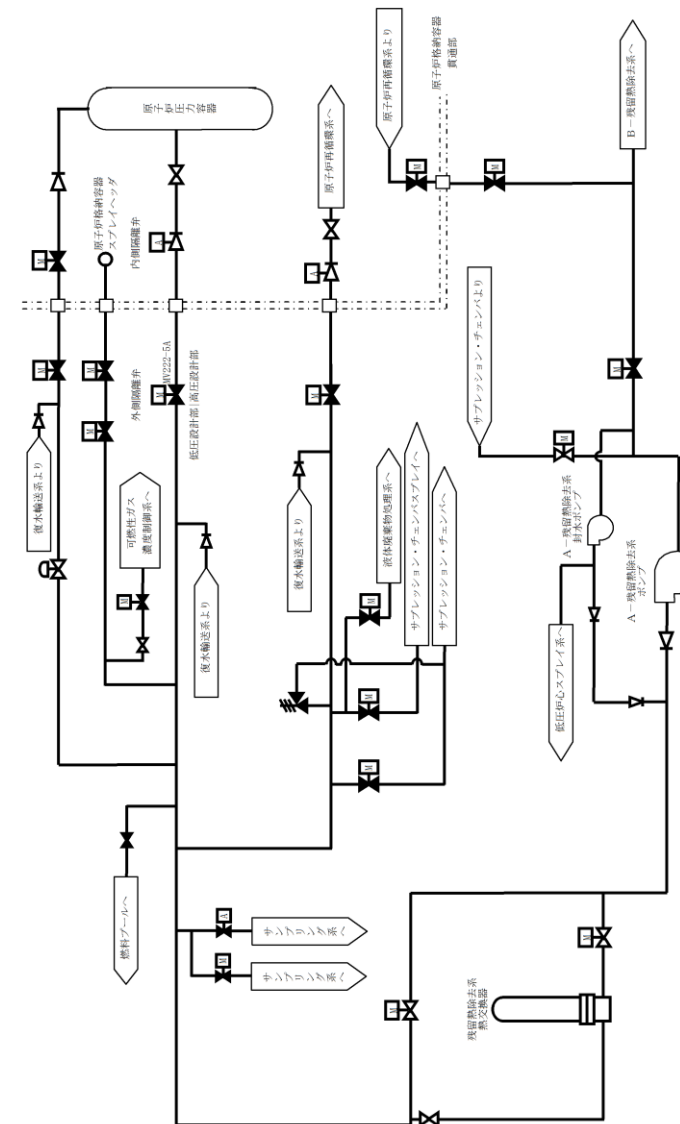 原子炉圧力容器
原子炉格納容器
スプレイヘッダ
内側隔離弁
外側隔離弁
MV222-5A
低圧設計部|高圧設計部
復水輸送系より
可燃性ガス
濃度制御系へ
復水輸送系より
燃料プールへ
サンプリング系へ
サンプリング系へ
原子炉再循環系へ
復水輸送系より
液体廃棄物処理系へ
サプレッション・チェンバスプレイへ
サプレッション・チェンバへ
原子炉再循環系より
原子炉格納容器
貫通部
B－残留熱除去系へ
サプレッション・チェンバより
A－残留熱除去系
封水ポンプ
A－残留熱除去系
ポンプ
低圧炉心スプレイ系へ
残留熱除去系
熱交換器
M
M
M
M
M
M
A
M
A
M
M
M
M
M
M
M
M
A
M
M
M